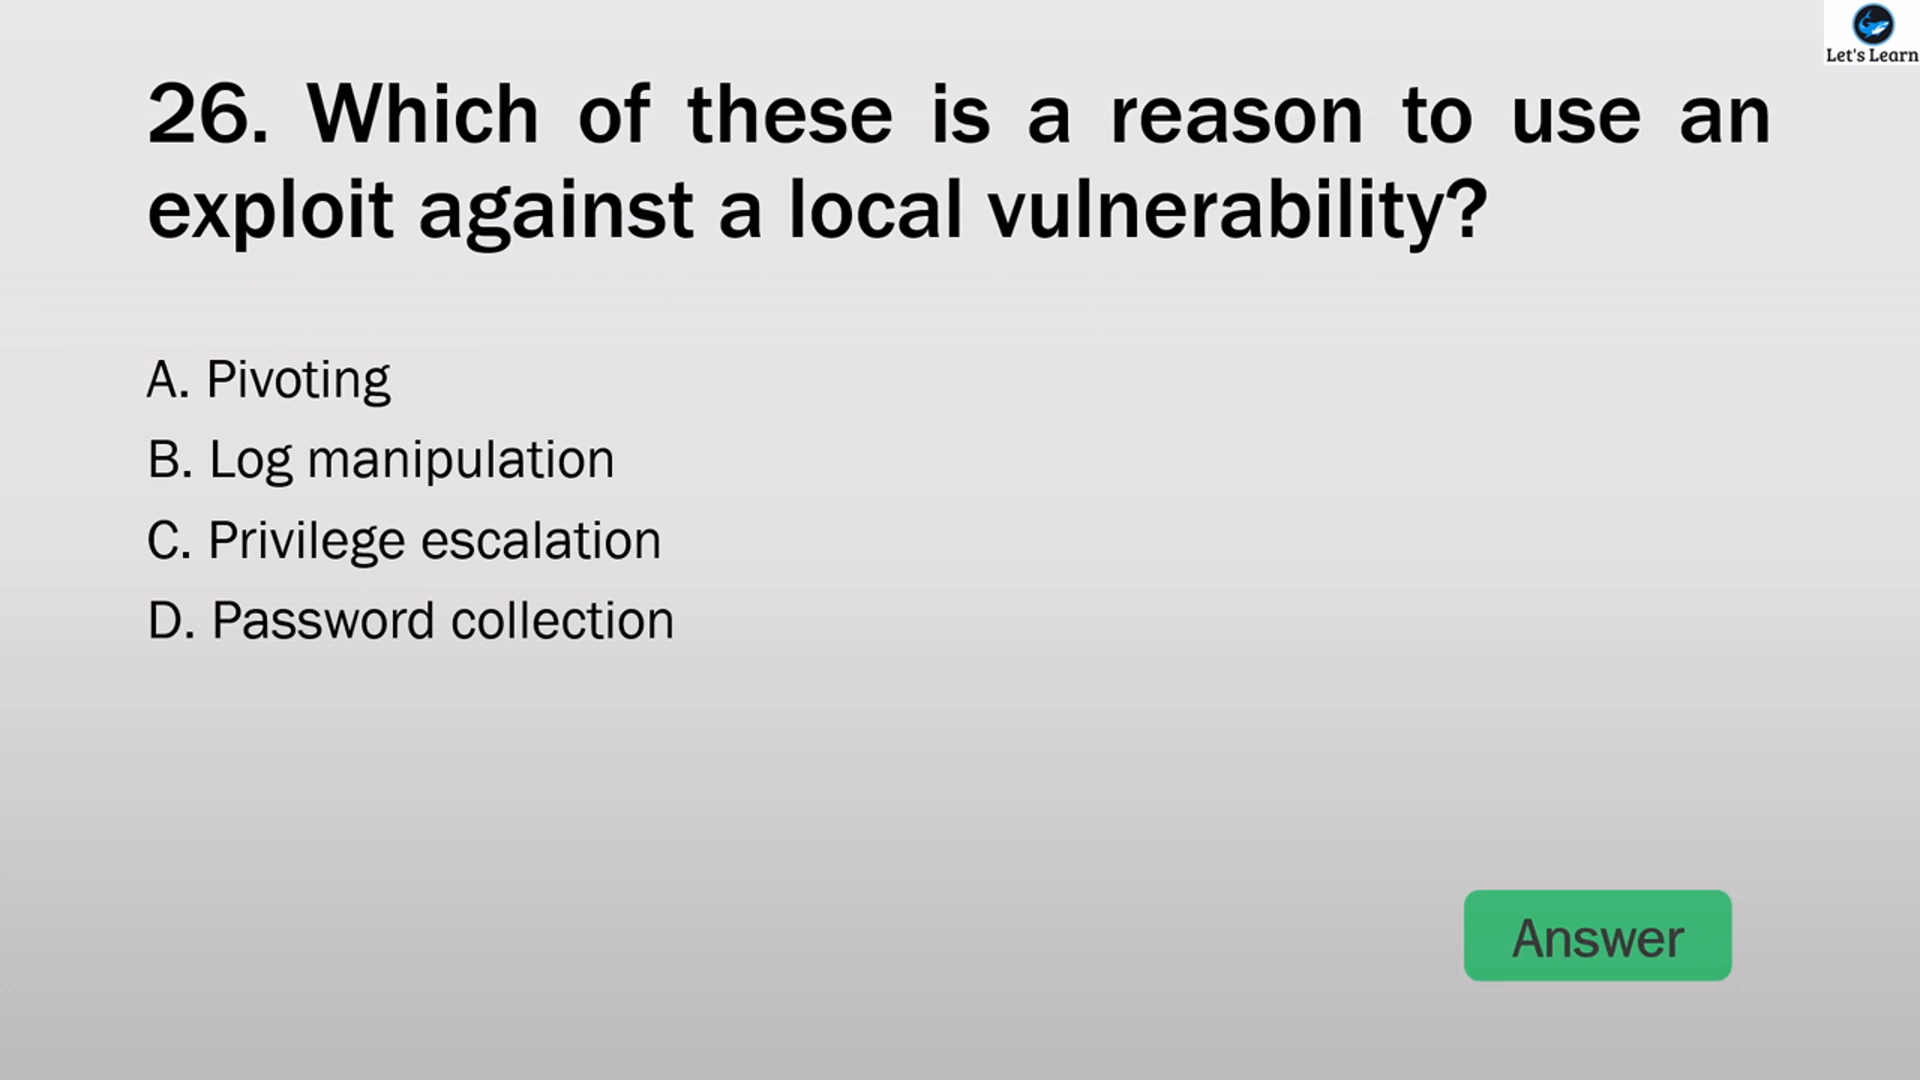 Let's Learn
26. Which of these is a reason to use an
exploit against a local vulnerability?
A. Pivoting
B. Log manipulation
C. Privilege escalation
D. Password collection
Answer